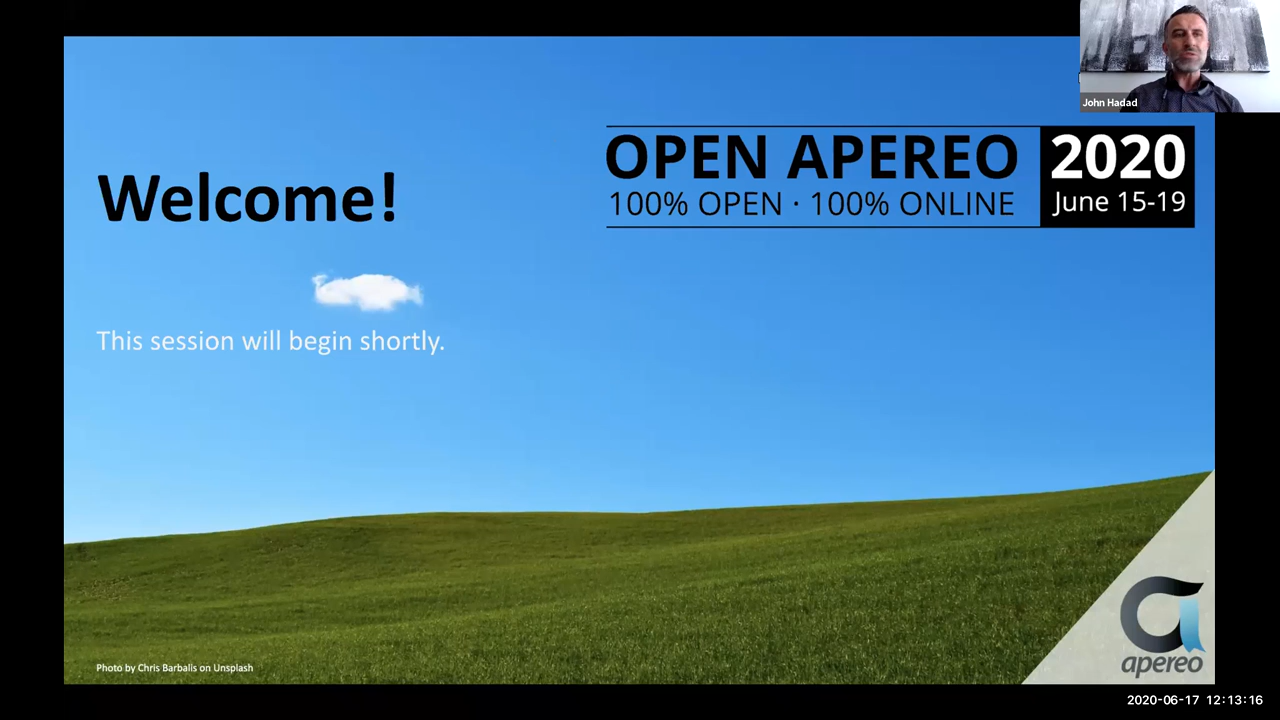 John Hadad
OPEN APEREO
100% OPEN · 100% ONLINE
2020
June 15-19
Welcome!
This session will begin shortly.
Photo by Chris Barbalis on Unsplash
apereo
2020-06-17 12:13:16